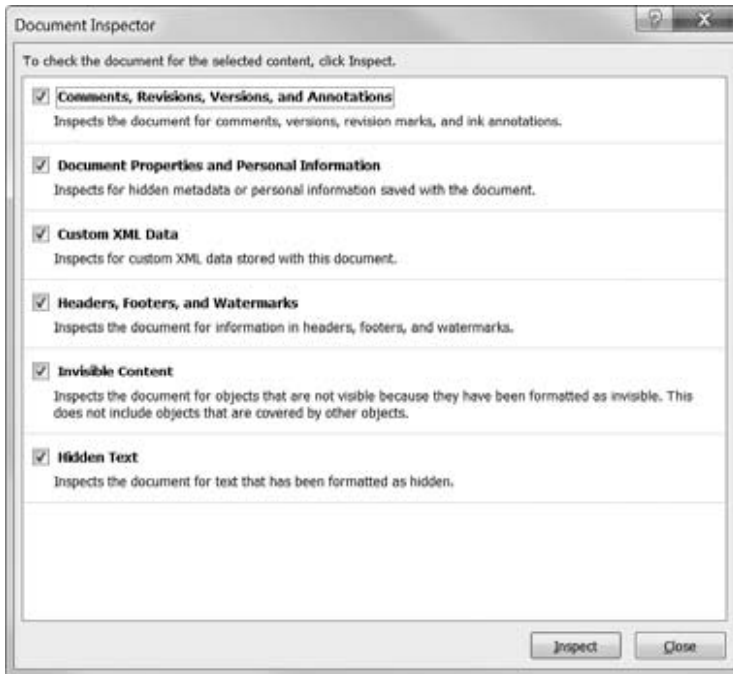 Document Inspector
To check the document for the selected content, click Inspect.
Comments, Revisions, Versions, and Annotations
Inspects the document for comments, versions, revision marks, and ink annotations.
Document Properties and Personal Information
Inspects for hidden metadata or personal information saved with the document.
Custom XML Data
Inspects for custom XML data stored with this document.
Headers, Footers, and Watermarks
Inspects the document for information in headers, footers, and watermarks.
Invisible Content
Inspects the document for objects that are not visible because they have been formatted as invisible. This
does not include objects that are covered by other objects.
Hidden Text
Inspects the document for text that has been formatted as hidden.
Inspect Close